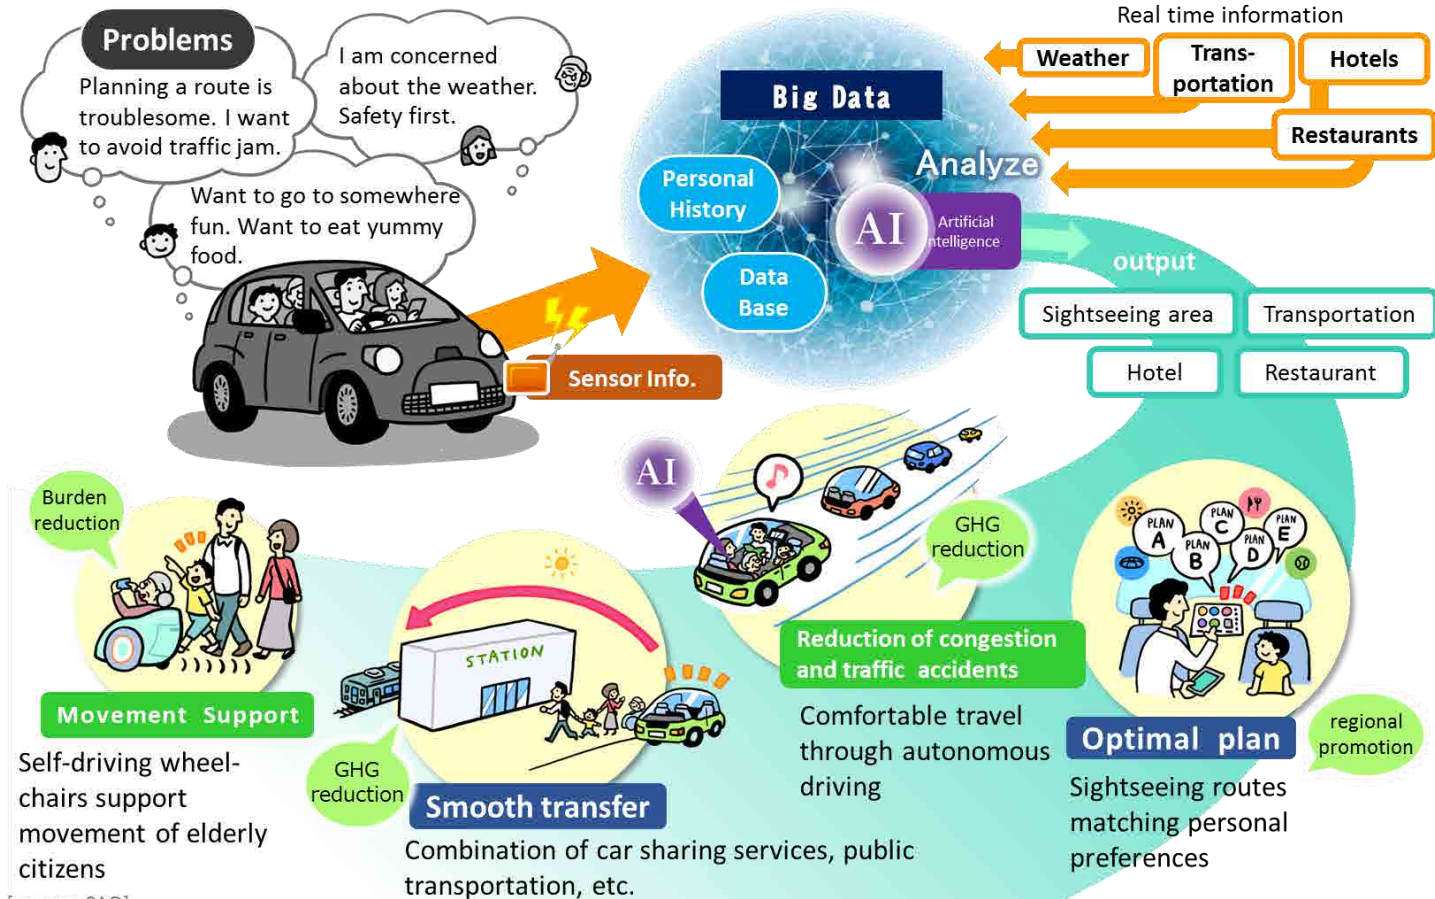 Problems
Planning a route is
troublesome. I want
to avoid traffic jam.
I am concerned
about the weather.
Safety first.
Want to go to somewhere
fun. Want to eat yummy
food.
Sensor Info.
Big Data
Personal
History
Data
Base
Analyze
AI
Artificial
ntelligence
Real time information
Weather
Trans-
portation
Hotels
Restaurants
output
Sightseeing area
Transportation
Hotel
Restaurant
PLAN
A
PLAN
B
PLAN
C
PLAN
D
PLAN
E
Optimal plan
regional
promotion
Sightseeing routes
matching personal
preferences
AI
GHG
reduction
Reduction of congestion
and traffic accidents
Comfortable travel
through autonomous
driving
STATION
GHG
reduction
Smooth transfer
Combination of car sharing services, public
transportation, etc.
Burden
reduction
Movement Support
Self-driving wheel-
chairs support
movement of elderly
citizens